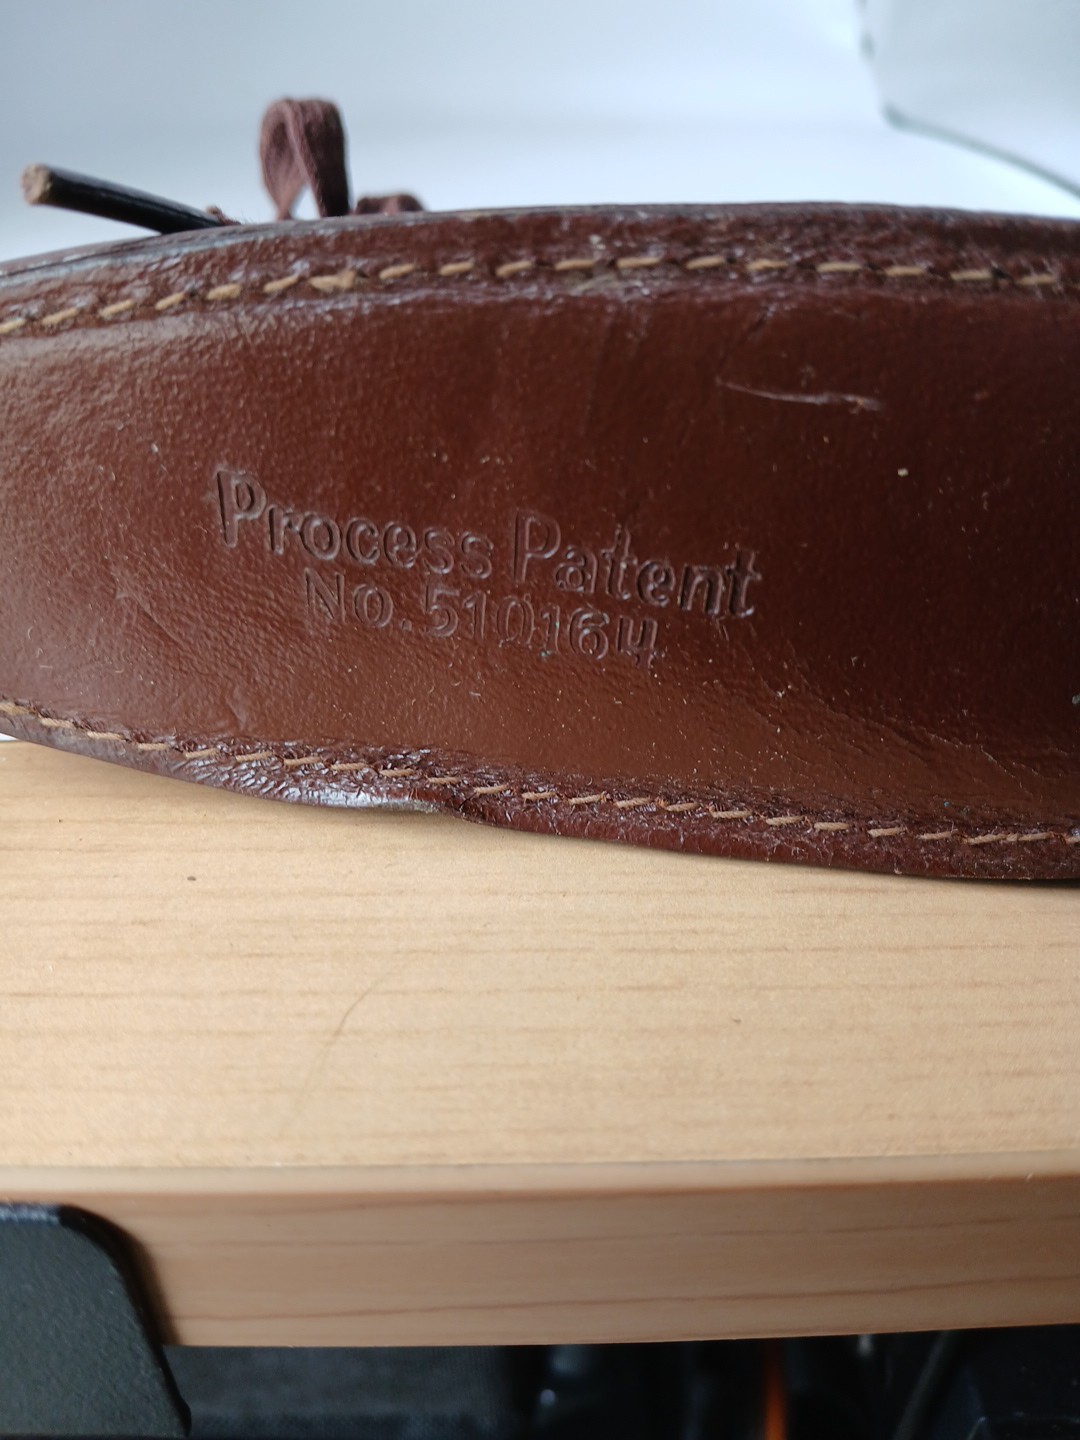 Process Patent
No. 510164